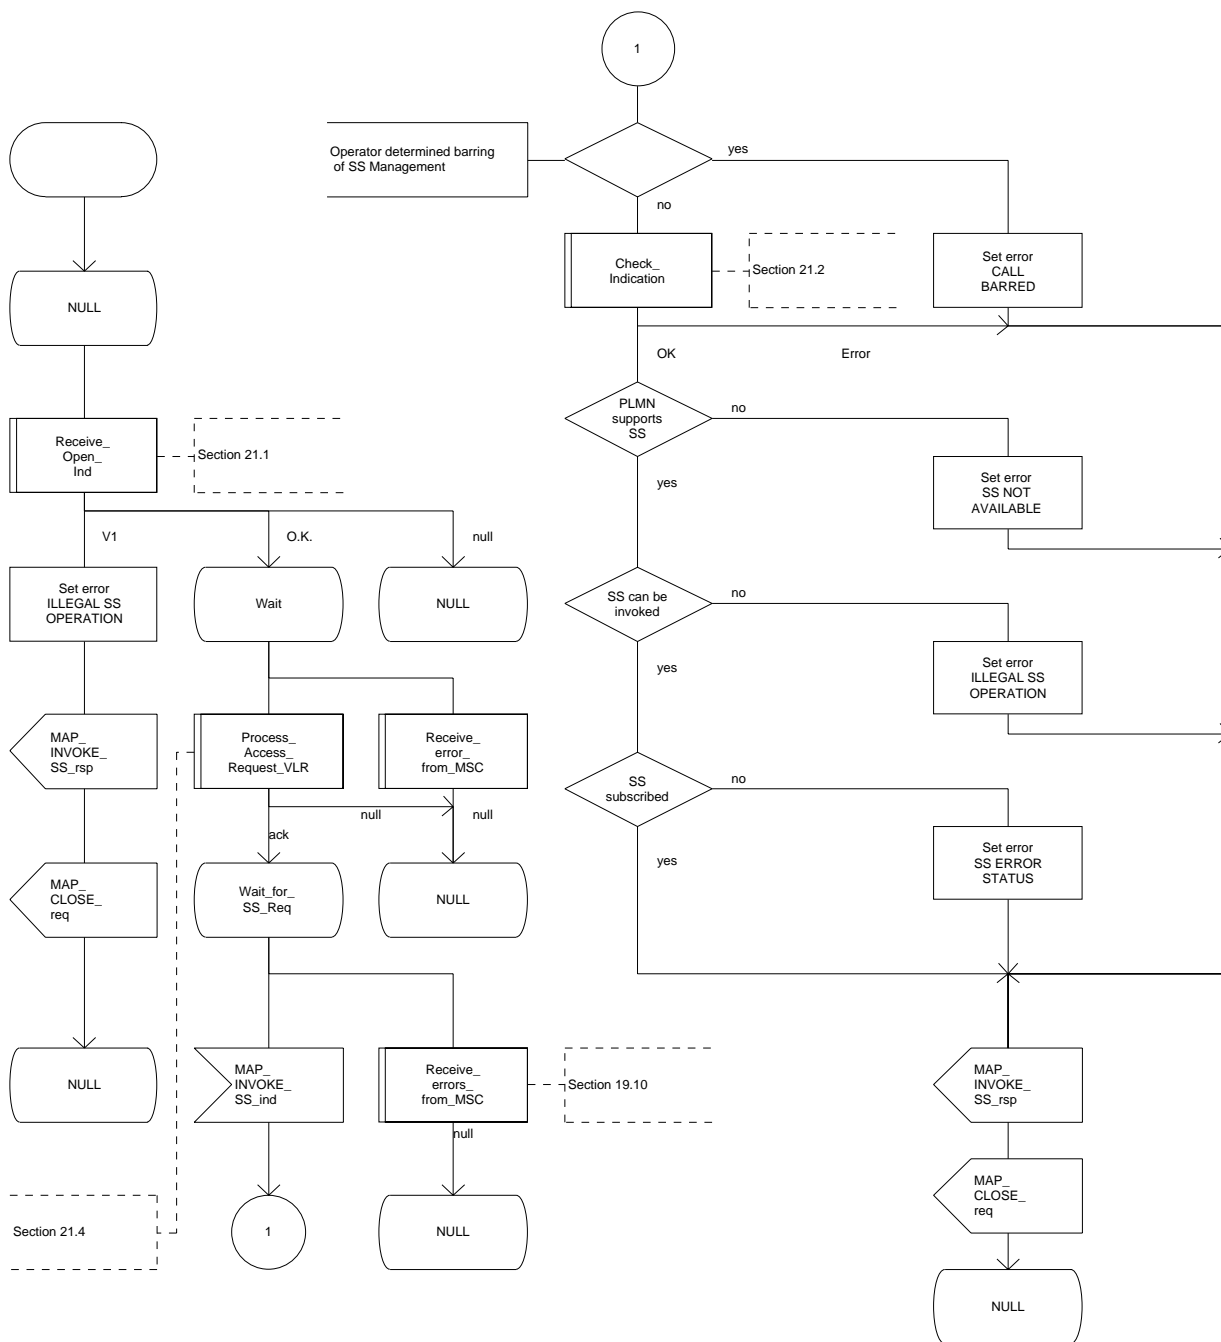 1
Operator determined barring
of SS Management
yes
no
Check_
Indication
Section 21.2
Set error
CALL
BARRED
NULL
OK
Error
PLMN
supports
SS
no
Receive_
Open_
Ind
Section 21.1
yes
Set error
SS NOT
AVAILABLE
V1
O.K.
null
Set error
ILLEGAL SS
OPERATION
Wait
NULL
SS can be
invoked
no
yes
Set error
ILLEGAL SS
OPERATION
MAP_
INVOKE_
SS_rsp
Process_
Access_
Request_VLR
Receive_
error_
from_MSC
SS
subscribed
no
null
null
ack
yes
Set error
SS ERROR
STATUS
MAP_
CLOSE_
req
Wait_for_
SS_Req
NULL
NULL
MAP_
INVOKE_
SS_ind
Receive_
errors_
from_MSC
Section 19.10
MAP_
INVOKE_
SS_rsp
null
Section 21.4
1
NULL
MAP_
CLOSE_
req
NULL